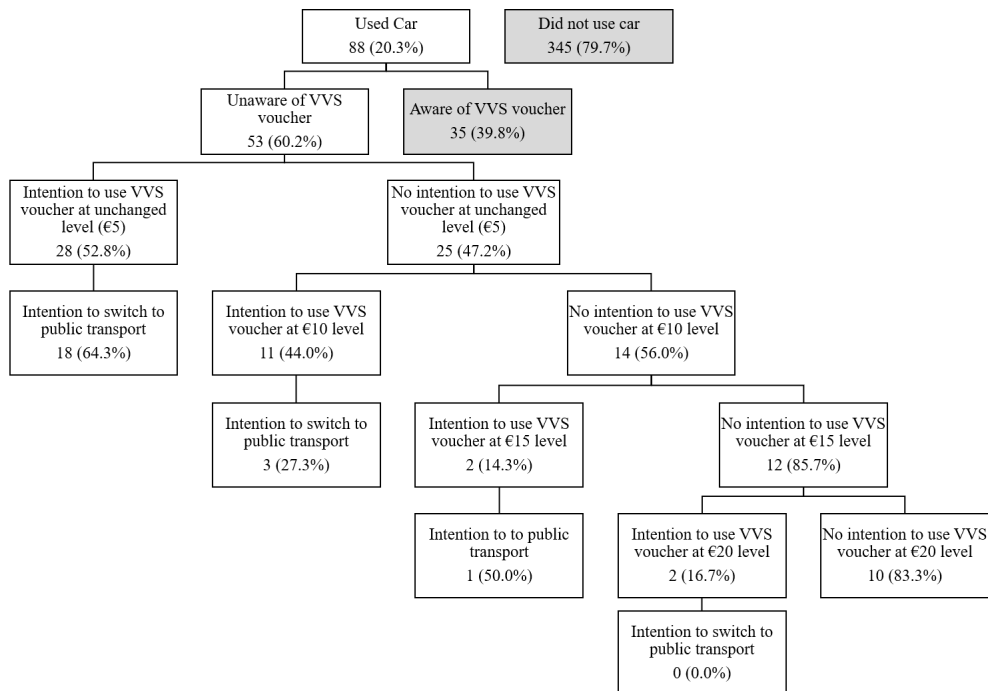 Used Car
88 (20.3%)
Did not use car
345 (79.7%)
Unaware of VVS
voucher
53 (60.2%)
Aware of VVS voucher
35 (39.8%)
Intention to use VVS
voucher at unchanged
level (€5)
28 (52.8%)
No intention to use VVS
voucher at unchanged
level (€5)
25 (47.2%)
Intention to switch to
public transport
18 (64.3%)
Intention to use VVS
voucher at €10 level
11 (44.0%)
No intention to use VVS
voucher at €10 level
14 (56.0%)
Intention to switch to
public transport
3 (27.3%)
Intention to use VVS
voucher at €15 level
2 (14.3%)
No intention to use VVS
voucher at €15 level
12 (85.7%)
Intention to to public
transport
1 (50.0%)
Intention to use VVS
voucher at €20 level
2 (16.7%)
No intention to use VVS
voucher at €20 level
10 (83.3%)
Intention to switch to
public transport
0 (0.0%)